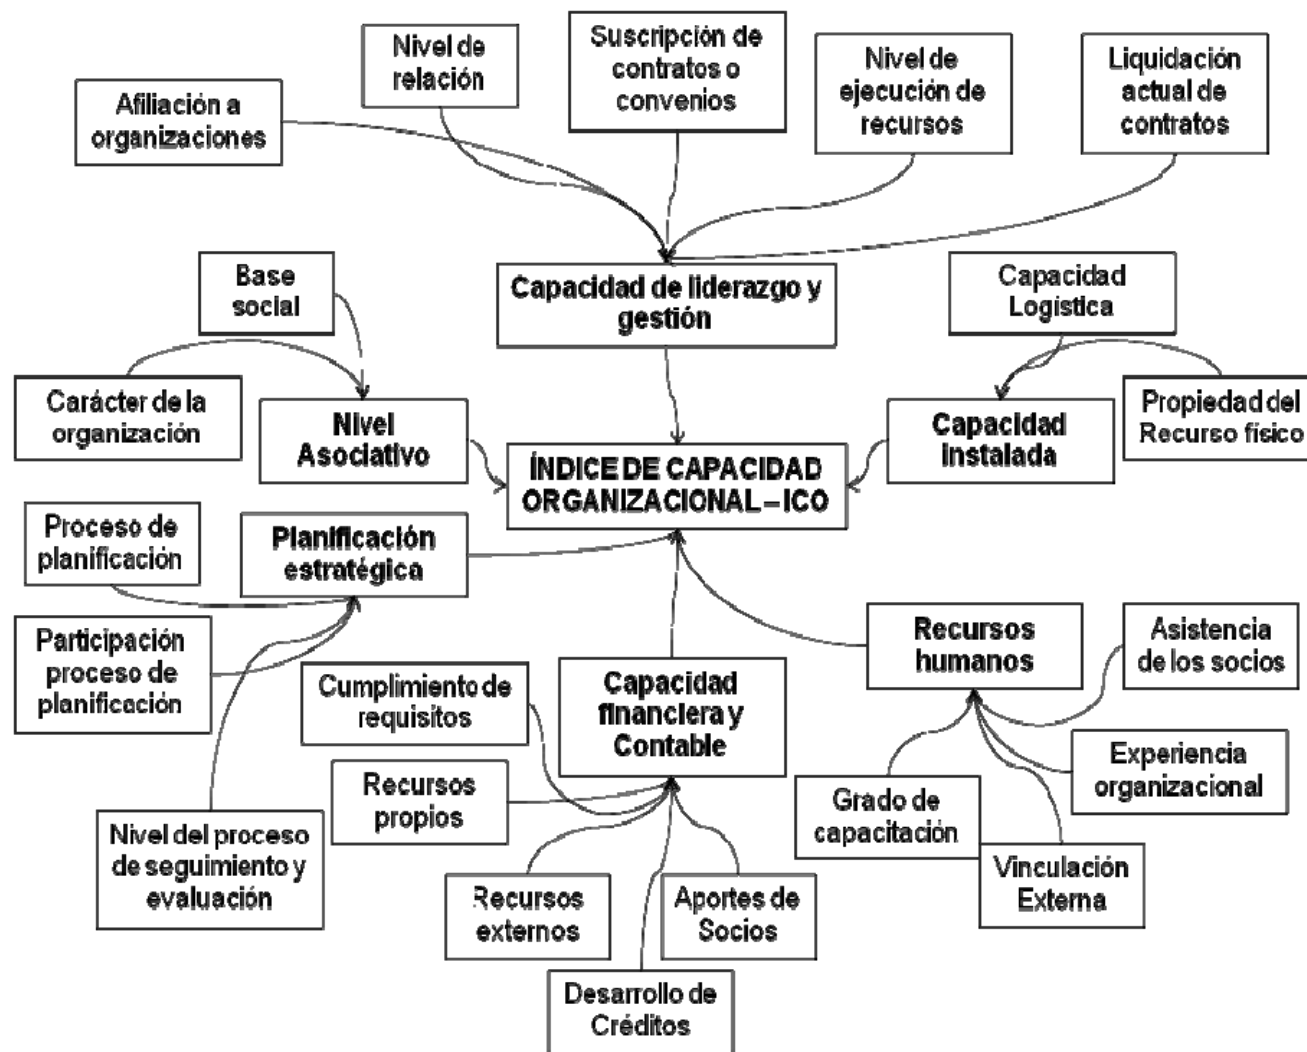 Nivel de
relación
Suscripción de
contratos o
convenios
Nivel de
ejecución de
recursos
Liquidación
actual de
contratos
Afiliación a
organizaciones
Base
social
Capacidad de liderazgo y
gestión
Capacidad
Logística
Carácter de la
organización
Nivel
Asociativo
Capacidad
instalada
Propiedad del
Recurso físico
ÍNDICE DE CAPACIDAD
ORGANIZACIONAL – ICO
Proceso de
planificación
Planificación
estratégica
Participación
proceso de
planificación
Recursos
humanos
Asistencia
de los socios
Cumplimiento de
requisitos
Capacidad
financiera y
Contable
Recursos
propios
Experiencia
organizacional
Grado de
capacitación
Nivel del proceso
de seguimiento y
evaluación
Vinculación
Externa
Recursos
externos
Aportes de
Socios
Desarrollo de
Créditos